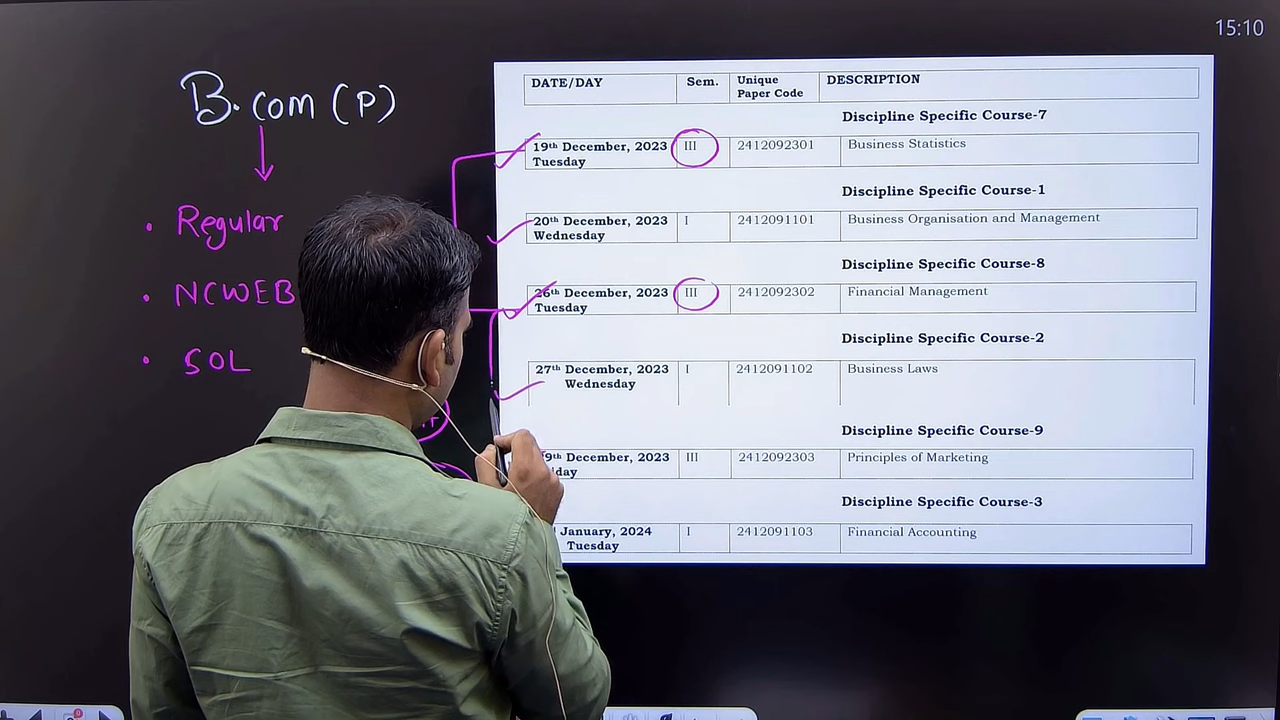 15:10
B.com (P)
• Regular
• NCWEB
• SOL
DATE/DAY Sem. Unique Paper Code DESCRIPTION
Discipline Specific Course-7
19th December, 2023 III 2412092301 Business Statistics
Tuesday
Discipline Specific Course-1
20th December, 2023 I 2412091101 Business Organisation and Management
Wednesday
Discipline Specific Course-8
26th December, 2023 III 2412092302 Financial Management
Tuesday
Discipline Specific Course-2
27th December, 2023 I 2412091102 Business Laws
Wednesday
Discipline Specific Course-9
9th December, 2023 III 2412092303 Principles of Marketing
day
Discipline Specific Course-3
January, 2024 I 2412091103 Financial Accounting
Tuesday